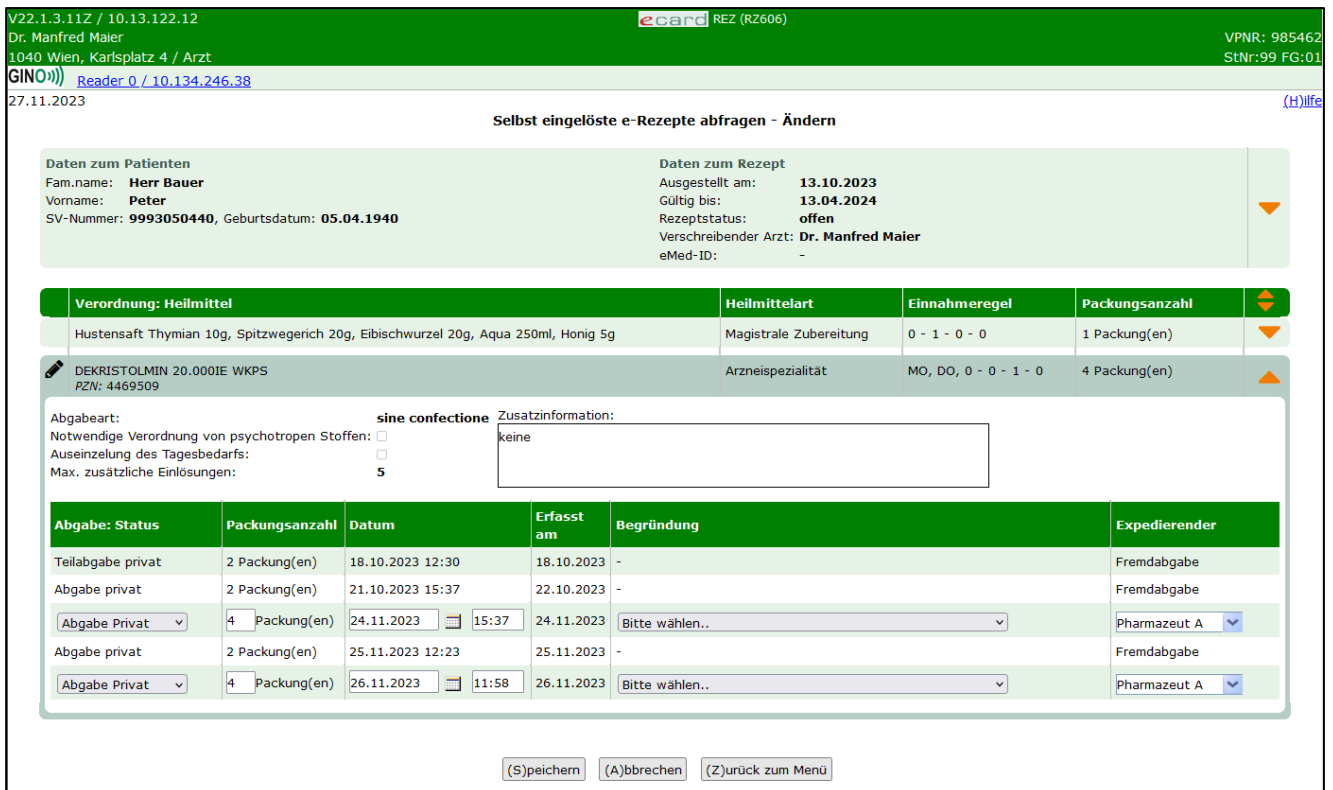 V22.1.3.11Z / 10.13.122.12 ecard REZ (RZ606)
Dr. Manfred Maier VPNR: 985462
1040 Wien, Karlsplatz 4 / Arzt StNr:99 FG:01
GINO Reader 0 / 10.134.246.38
27.11.2023 (H)ilfe
Selbst eingelöste e-Rezepte abfragen - Ändern
Daten zum Patienten
Fam.name: Herr Bauer
Vorname: Peter
SV-Nummer: 9993050440, Geburtsdatum: 05.04.1940
Daten zum Rezept
Ausgestellt am: 13.10.2023
Gültig bis: 13.04.2024
Rezeptstatus: offen
Verschreibender Arzt: Dr. Manfred Maier
eMed-ID: -
Verordnung: Heilmittel Heilmittelart Einnahmeregel Packungsanzahl
Hustensaft Thymian 10g, Spitzwegerich 20g, Eibischwurzel 20g, Aqua 250ml, Honig 5g Magistrale Zubereitung 0 - 1 - 0 - 0 1 Packung(en)
DEKRISTOLMIN 20.000IE WKPS Arzneispezialität MO, DO, 0 - 0 - 1 - 0 4 Packung(en)
PZN: 4469509
Abgabeart: sine confectione
Notwendige Verordnung von psychotropen Stoffen:
Auseinzelung des Tagesbedarfs:
Max. zusätzliche Einlösungen: 5
Zusatzinformation:
keine
Abgabe: Status Packungsanzahl Datum Erfasst am Begründung Expedierender
Teilabgabe privat 2 Packung(en) 18.10.2023 12:30 18.10.2023 - Fremdabgabe
Abgabe privat 2 Packung(en) 21.10.2023 15:37 22.10.2023 - Fremdabgabe
Abgabe Privat 4 Packung(en) 24.11.2023 15:37 24.11.2023 Bitte wählen.. Pharmazeut A
Abgabe privat 2 Packung(en) 25.11.2023 12:23 25.11.2023 - Fremdabgabe
Abgabe Privat 4 Packung(en) 26.11.2023 11:58 26.11.2023 Bitte wählen.. Pharmazeut A
(S)peichern (A)bbrechen (Z)urück zum Menü